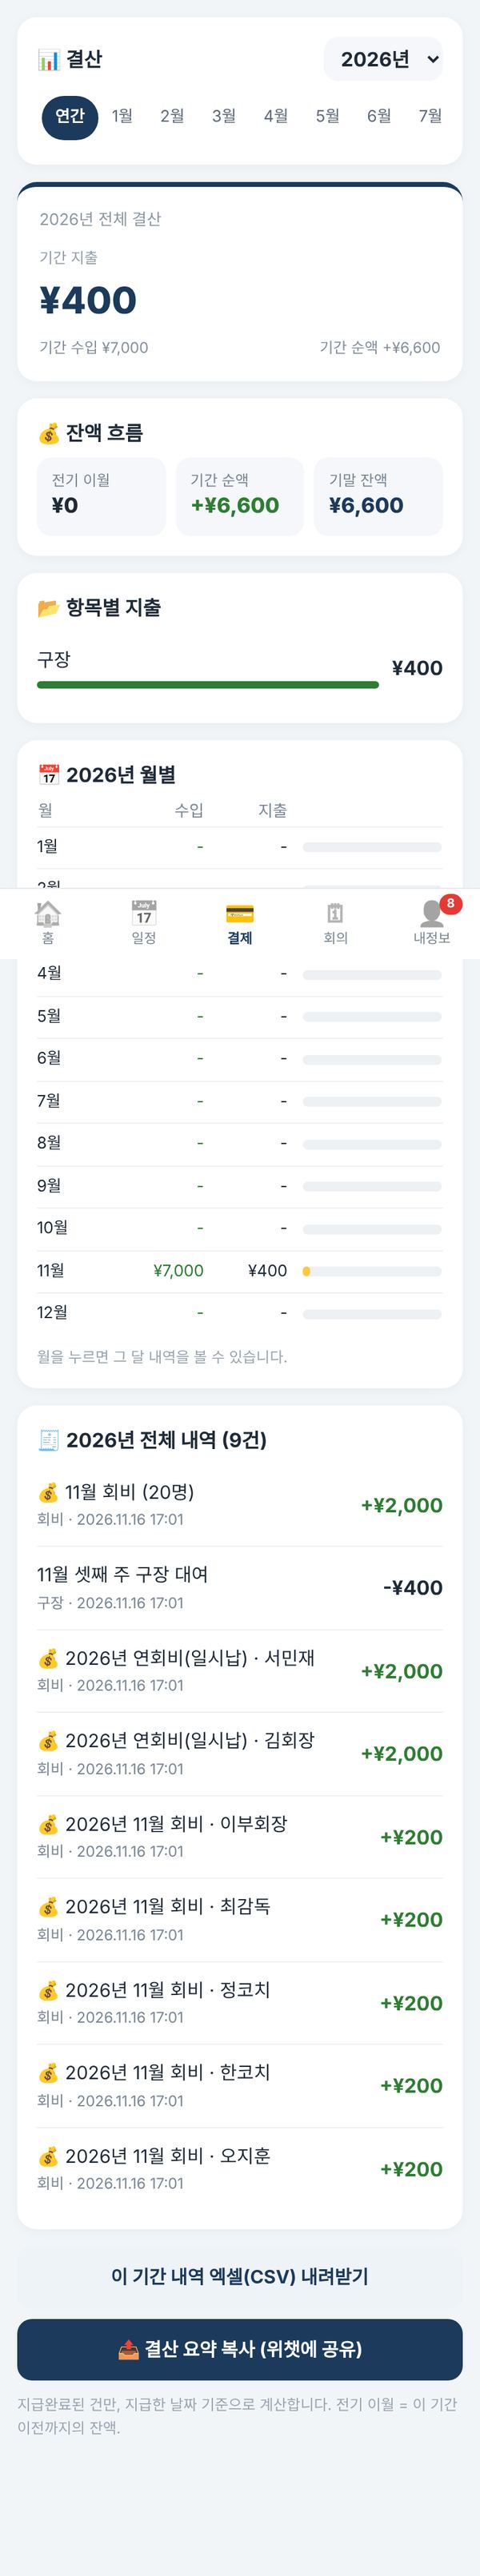 📊 결산
2026년
연간 1월 2월 3월 4월 5월 6월 7월
2026년 전체 결산
기간 지출
¥400
기간 수입 ¥7,000 기간 순액 +¥6,600
💰 잔액 흐름
전기 이월 기간 순액 기말 잔액
¥0 +¥6,600 ¥6,600
📂 항목별 지출
구장 ¥400
📅 2026년 월별
월 수입 지출
1월 - -
홈 일정 결제 회의 내정보
8
4월 - -
5월 - -
6월 - -
7월 - -
8월 - -
9월 - -
10월 - -
11월 ¥7,000 ¥400
12월 - -
월을 누르면 그 달 내역을 볼 수 있습니다.
🧾 2026년 전체 내역 (9건)
💰 11월 회비 (20명) +¥2,000
회비 · 2026.11.16 17:01
11월 셋째 주 구장 대여 -¥400
구장 · 2026.11.16 17:01
💰 2026년 연회비(일시납) · 서민재 +¥2,000
회비 · 2026.11.16 17:01
💰 2026년 연회비(일시납) · 김회장 +¥2,000
회비 · 2026.11.16 17:01
💰 2026년 11월 회비 · 이부회장 +¥200
회비 · 2026.11.16 17:01
💰 2026년 11월 회비 · 최감독 +¥200
회비 · 2026.11.16 17:01
💰 2026년 11월 회비 · 정코치 +¥200
회비 · 2026.11.16 17:01
💰 2026년 11월 회비 · 한코치 +¥200
회비 · 2026.11.16 17:01
💰 2026년 11월 회비 · 오지훈 +¥200
회비 · 2026.11.16 17:01
이 기간 내역 엑셀(CSV) 내려받기
📤 결산 요약 복사 (위챗에 공유)
지급완료된 건만, 지급한 날짜 기준으로 계산합니다. 전기 이월 = 이 기간
이전까지의 잔액.